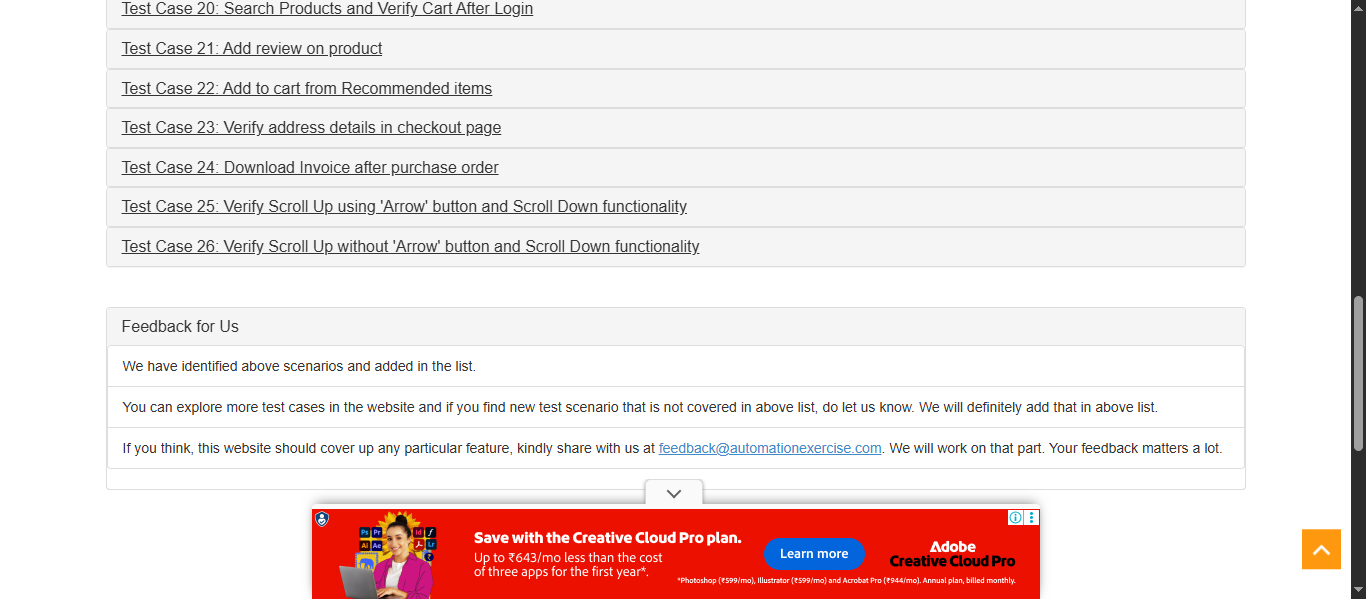 Test Case 20: Search Products and Verify Cart After Login
Test Case 21: Add review on product
Test Case 22: Add to cart from Recommended items
Test Case 23: Verify address details in checkout page
Test Case 24: Download Invoice after purchase order
Test Case 25: Verify Scroll Up using 'Arrow' button and Scroll Down functionality
Test Case 26: Verify Scroll Up without 'Arrow' button and Scroll Down functionality
Feedback for Us
We have identified above scenarios and added in the list.
You can explore more test cases in the website and if you find new test scenario that is not covered in above list, do let us know. We will definitely add that in above list.
If you think, this website should cover up any particular feature, kindly share with us at feedback@automationexercise.com. We will work on that part. Your feedback matters a lot.
Ps Pr Id
Ai Ae Lr
Save with the Creative Cloud Pro plan.
Up to ₹643/mo less than the cost
of three apps for the first year*.
Learn more
Adobe
Creative Cloud Pro
*Photoshop (₹599/mo), Illustrator (₹599/mo) and Acrobat Pro (₹944/mo). Annual plan, billed monthly.